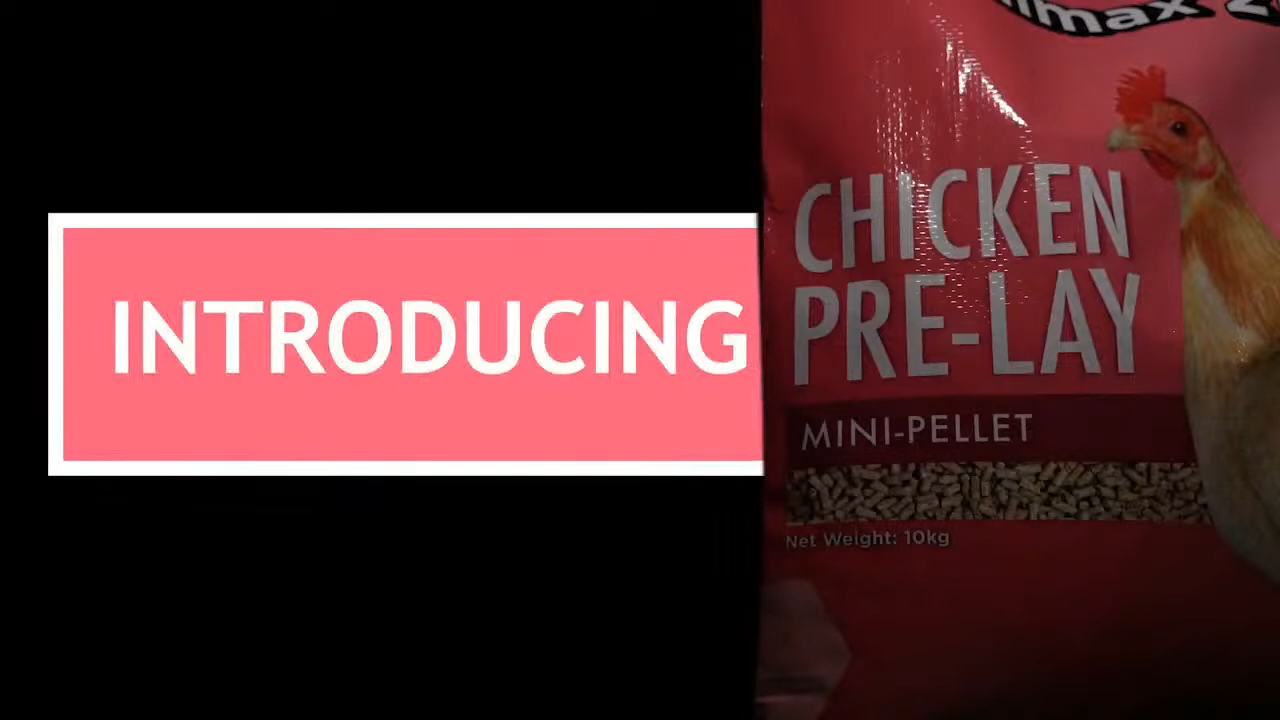 INTRODUCING
CHICKEN
PRE-LAY
MINI-PELLET
Net Weight: 10kg